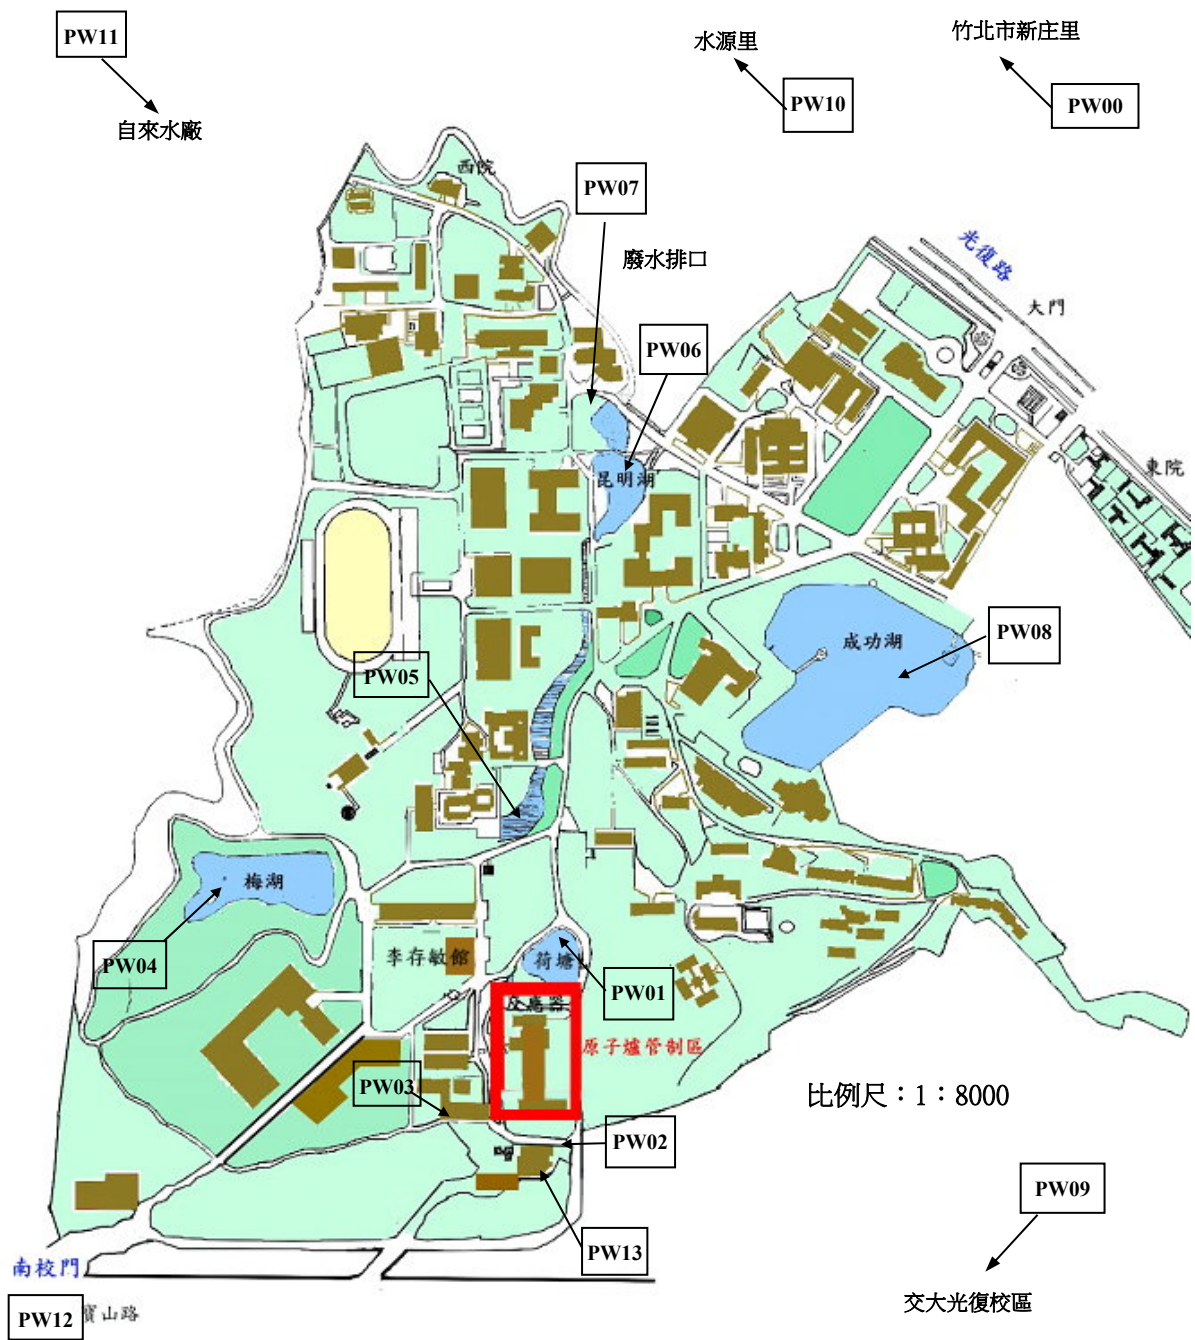 PW11
自來水廠
水源里
PW10
竹北市新庄里
PW00
西院
PW07
廢水排口
光復路
大門
PW06
昆明湖
東院
PW08
成功湖
PW05
梅湖
PW04
李存敏館
荷塘
PW01
反應器
原子爐管制區
PW03
比例尺：1：8000
PW02
PW09
PW13
南校門
交大光復校區
PW12
寶山路